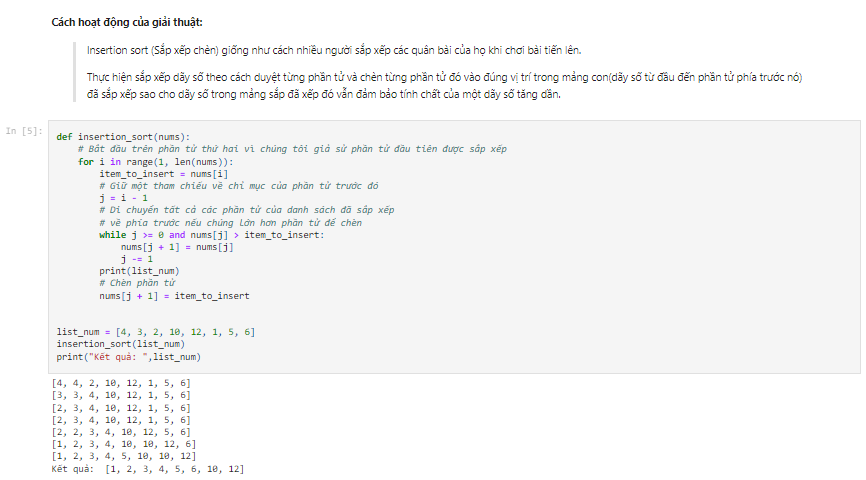 Cách hoạt động của giải thuật:
Insertion sort (Sắp xếp chèn) giống như cách nhiều người sắp xếp các quân bài của họ khi chơi bài tiến lên.
Thực hiện sắp xếp dãy số theo cách duyệt từng phần tử và chèn từng phần tử đó vào đúng vị trí trong mảng con(dãy số từ đầu đến phần tử phía trước nó)
đã sắp xếp sao cho dãy số trong mảng sắp đã xếp đó vẫn đảm bảo tính chất của một dãy số tăng dần.
In [5]:
def insertion_sort(nums):
    # Bắt đầu trên phần tử thứ hai vì chúng tôi giả sử phần tử đầu tiên được sắp xếp
    for i in range(1, len(nums)):
        item_to_insert = nums[i]
        # Giữ một tham chiếu về chỉ mục của phần tử trước đó
        j = i - 1
        # Di chuyển tất cả các phần tử của danh sách đã sắp xếp
        # về phía trước nếu chúng lớn hơn phần tử để chèn
        while j >= 0 and nums[j] > item_to_insert:
            nums[j + 1] = nums[j]
            j -= 1
        print(list_num)
        # Chèn phần tử
        nums[j + 1] = item_to_insert
list_num = [4, 3, 2, 10, 12, 1, 5, 6]
insertion_sort(list_num)
print("Kết quả: ",list_num)
[4, 4, 2, 10, 12, 1, 5, 6]
[3, 3, 4, 10, 12, 1, 5, 6]
[2, 3, 4, 10, 12, 1, 5, 6]
[2, 3, 4, 10, 12, 1, 5, 6]
[2, 2, 3, 4, 10, 12, 5, 6]
[1, 2, 3, 4, 10, 10, 12, 6]
[1, 2, 3, 4, 5, 10, 10, 12]
Kết quả:  [1, 2, 3, 4, 5, 6, 10, 12]